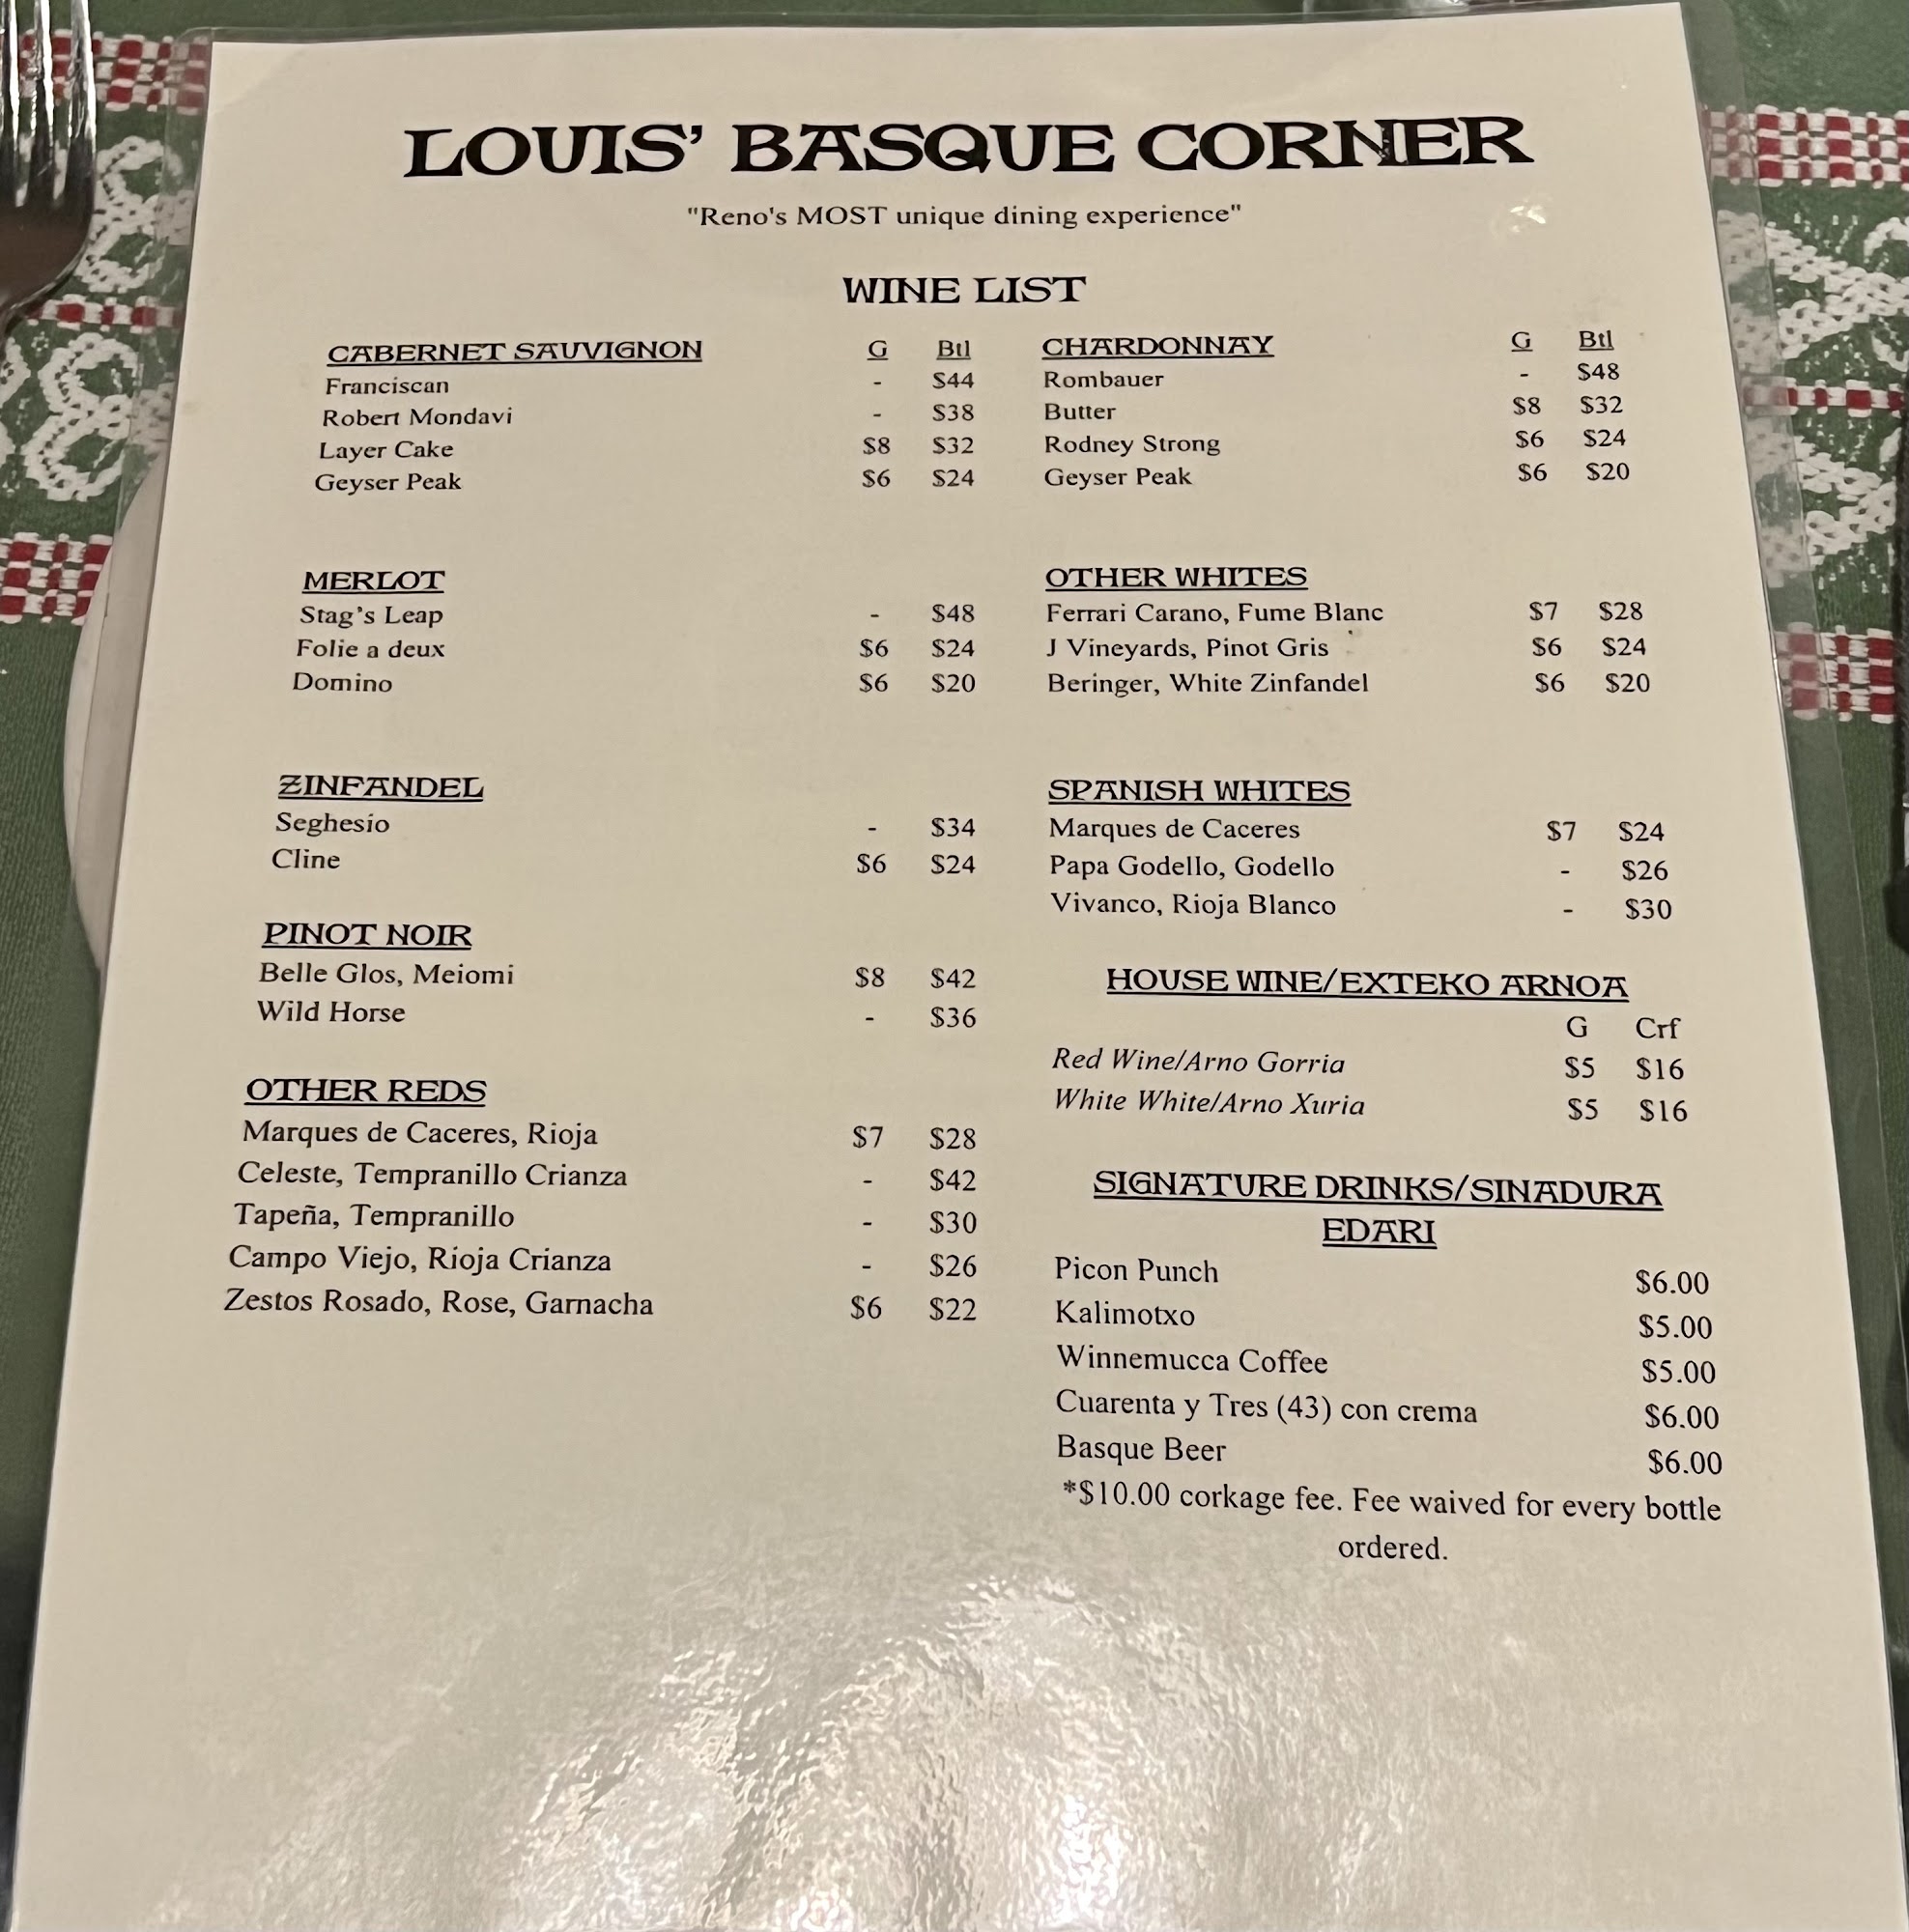 LOUIS' BASQUE CORNER
"Reno's MOST unique dining experience"
WINE LIST
CABERNET SAUVIGNON G Btl
Franciscan - $44
Robert Mondavi - $38
Layer Cake $8 $32
Geyser Peak $6 $24
MERLOT
Stag's Leap - $48
Folie a deux $6 $24
Domino $6 $20
ZINFANDEL
Seghesio - $34
Cline $6 $24
PINOT NOIR
Belle Glos, Meiomi $8 $42
Wild Horse - $36
OTHER REDS
Marques de Caceres, Rioja $7 $28
Celeste, Tempranillo Crianza - $42
Tapeña, Tempranillo - $30
Campo Viejo, Rioja Crianza - $26
Zestos Rosado, Rose, Garnacha $6 $22
CHARDONNAY G Btl
Rombauer - $48
Butter $8 $32
Rodney Strong $6 $24
Geyser Peak $6 $20
OTHER WHITES
Ferrari Carano, Fume Blanc $7 $28
J Vineyards, Pinot Gris $6 $24
Beringer, White Zinfandel $6 $20
SPANISH WHITES
Marques de Caceres $7 $24
Papa Godello, Godello - $26
Vivanco, Rioja Blanco - $30
HOUSE WINE/EXTEKO ARNOA
G Crf
Red Wine/Arno Gorria $5 $16
White White/Arno Xuria $5 $16
SIGNATURE DRINKS/SINADURA
EDARI
Picon Punch $6.00
Kalimotxo $5.00
Winnemucca Coffee $5.00
Cuarenta y Tres (43) con crema $6.00
Basque Beer $6.00
*$10.00 corkage fee. Fee waived for every bottle
ordered.